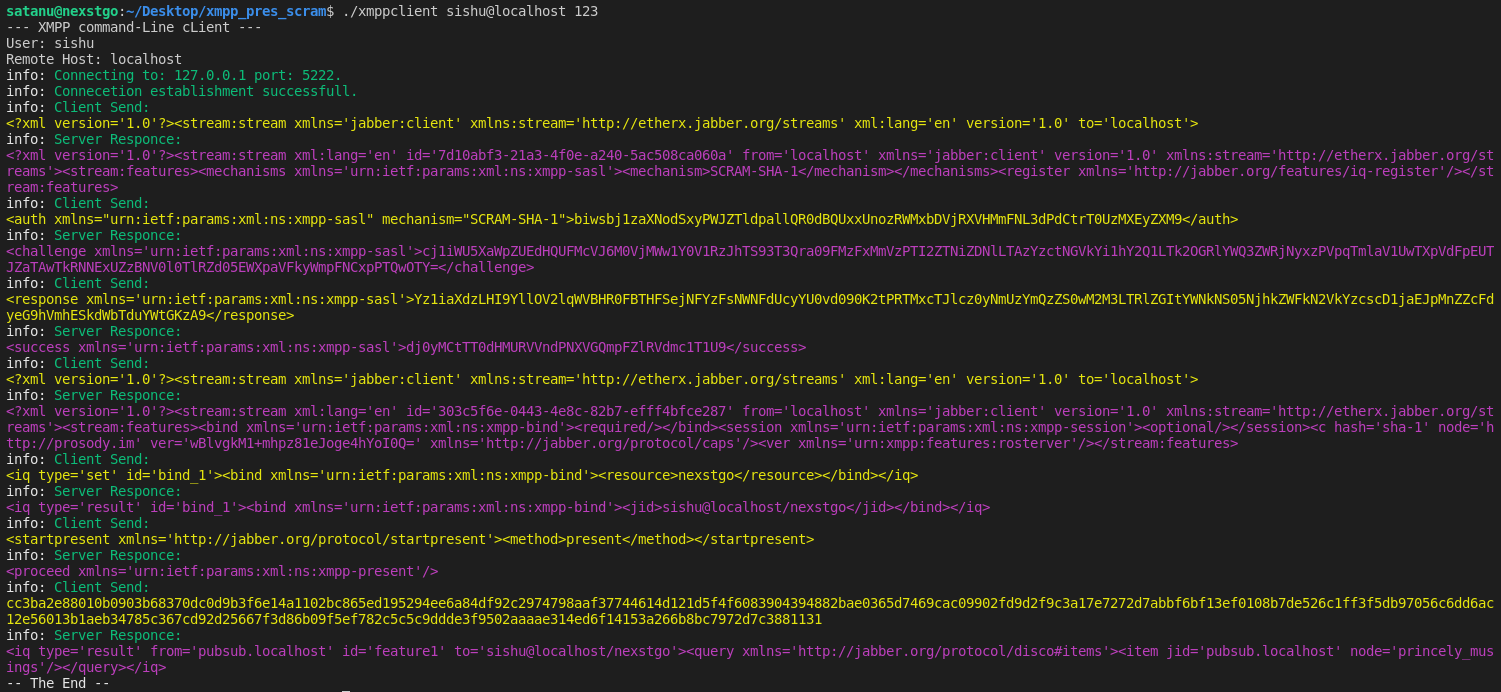 satanu@nexstgo:~/Desktop/xmpp_pres_scram$ ./xmppclient sishu@localhost 123
--- XMPP command-Line cLient ---
User: sishu
Remote Host: localhost
info: Connecting to: 127.0.0.1 port: 5222.
info: Connecetion establishment successfull.
info: Client Send:
<?xml version='1.0'?><stream:stream xmlns='jabber:client' xmlns:stream='http://etherx.jabber.org/streams' xml:lang='en' version='1.0' to='localhost'>
info: Server Responce:
<?xml version='1.0'?><stream:stream xml:lang='en' id='7d10abf3-21a3-4f0e-a240-5ac508ca060a' from='localhost' xmlns='jabber:client' version='1.0' xmlns:stream='http://etherx.jabber.org/st
reams'><stream:features><mechanisms xmlns='urn:ietf:params:xml:ns:xmpp-sasl'><mechanism>SCRAM-SHA-1</mechanism></mechanisms><register xmlns='http://jabber.org/features/iq-register'/></st
ream:features>
info: Client Send:
<auth xmlns="urn:ietf:params:xml:ns:xmpp-sasl" mechanism="SCRAM-SHA-1">biwsbj1zaXNodSxyPWJZTldpallQR0dBQUxxUnozRWMxbDVjRXVHMmFNL3dPdCtrT0UzMXEyZXM9</auth>
info: Server Responce:
<challenge xmlns='urn:ietf:params:xml:ns:xmpp-sasl'>cj1iWU5XaWpZUEdHQUFMcVJ6M0VjMWw1Y0V1RzJhTS93T3Qra09FMzFxMmVzPTI2ZTNiZDNlLTAzYzctNGVkYi1hY2Q1LTk2OGRlYWQ3ZWRjNyxzPVpqTmlaV1UwTXpVdFpEUT
JZaTAwTkRNNExUZzBNV0l0TlRZd05EWXpaVFkyWmpFNCxpPTQwOTY=</challenge>
info: Client Send:
<response xmlns='urn:ietf:params:xml:ns:xmpp-sasl'>Yz1iaXdzLHI9YllOV2lqWVBHR0FBTHFSejNFYzFsNWNFdUcyYU0vd090K2tPRTMxcTJlcz0yNmUzYmQzZS0wM2M3LTRlZGItYWNkNS05NjhkZWFkN2VkYzcscD1jaEJpMnZZcFd
yeG9hVmhESkdWbTduYWtGKzA9</response>
info: Server Responce:
<success xmlns='urn:ietf:params:xml:ns:xmpp-sasl'>dj0yMCtTT0dHMURVVndPNXVGQmpFZlRVdmc1T1U9</success>
info: Client Send:
<?xml version='1.0'?><stream:stream xmlns='jabber:client' xmlns:stream='http://etherx.jabber.org/streams' xml:lang='en' version='1.0' to='localhost'>
info: Server Responce:
<?xml version='1.0'?><stream:stream xml:lang='en' id='303c5f6e-0443-4e8c-82b7-efff4bfce287' from='localhost' xmlns='jabber:client' version='1.0' xmlns:stream='http://etherx.jabber.org/st
reams'><stream:features><bind xmlns='urn:ietf:params:xml:ns:xmpp-bind'><required/></bind><session xmlns='urn:ietf:params:xml:ns:xmpp-session'><optional/></session><c hash='sha-1' node='h
ttp://prosody.im' ver='wBlvgkM1+mhpz81eJoge4hYoI0Q=' xmlns='http://jabber.org/protocol/caps'/><ver xmlns='urn:xmpp:features:rosterver'/></stream:features>
info: Client Send:
<iq type='set' id='bind_1'><bind xmlns='urn:ietf:params:xml:ns:xmpp-bind'><resource>nexstgo</resource></bind></iq>
info: Server Responce:
<iq type='result' id='bind_1'><bind xmlns='urn:ietf:params:xml:ns:xmpp-bind'><jid>sishu@localhost/nexstgo</jid></bind></iq>
info: Client Send:
<startpresent xmlns='http://jabber.org/protocol/startpresent'><method>present</method></startpresent>
info: Server Responce:
<proceed xmlns='urn:ietf:params:xml:ns:xmpp-present'/>
info: Client Send:
cc3ba2e88010b0903b68370dc0d9b3f6e14a1102bc865ed195294ee6a84df92c2974798aaf37744614d121d5f4f6083904394882bae0365d7469cac09902fd9d2f9c3a17e7272d7abbf6bf13ef0108b7de526c1ff3f5db97056c6dd6ac
12e56013b1aeb34785c367cd92d25667f3d86b09f5ef782c5c5c9ddde3f9502aaaae314ed6f14153a266b8bc7972d7c3881131
info: Server Responce:
<iq type='result' from='pubsub.localhost' id='feature1' to='sishu@localhost/nexstgo'><query xmlns='http://jabber.org/protocol/disco#items'><item jid='pubsub.localhost' node='princely_mus
ings'/></query></iq>
-- The End --